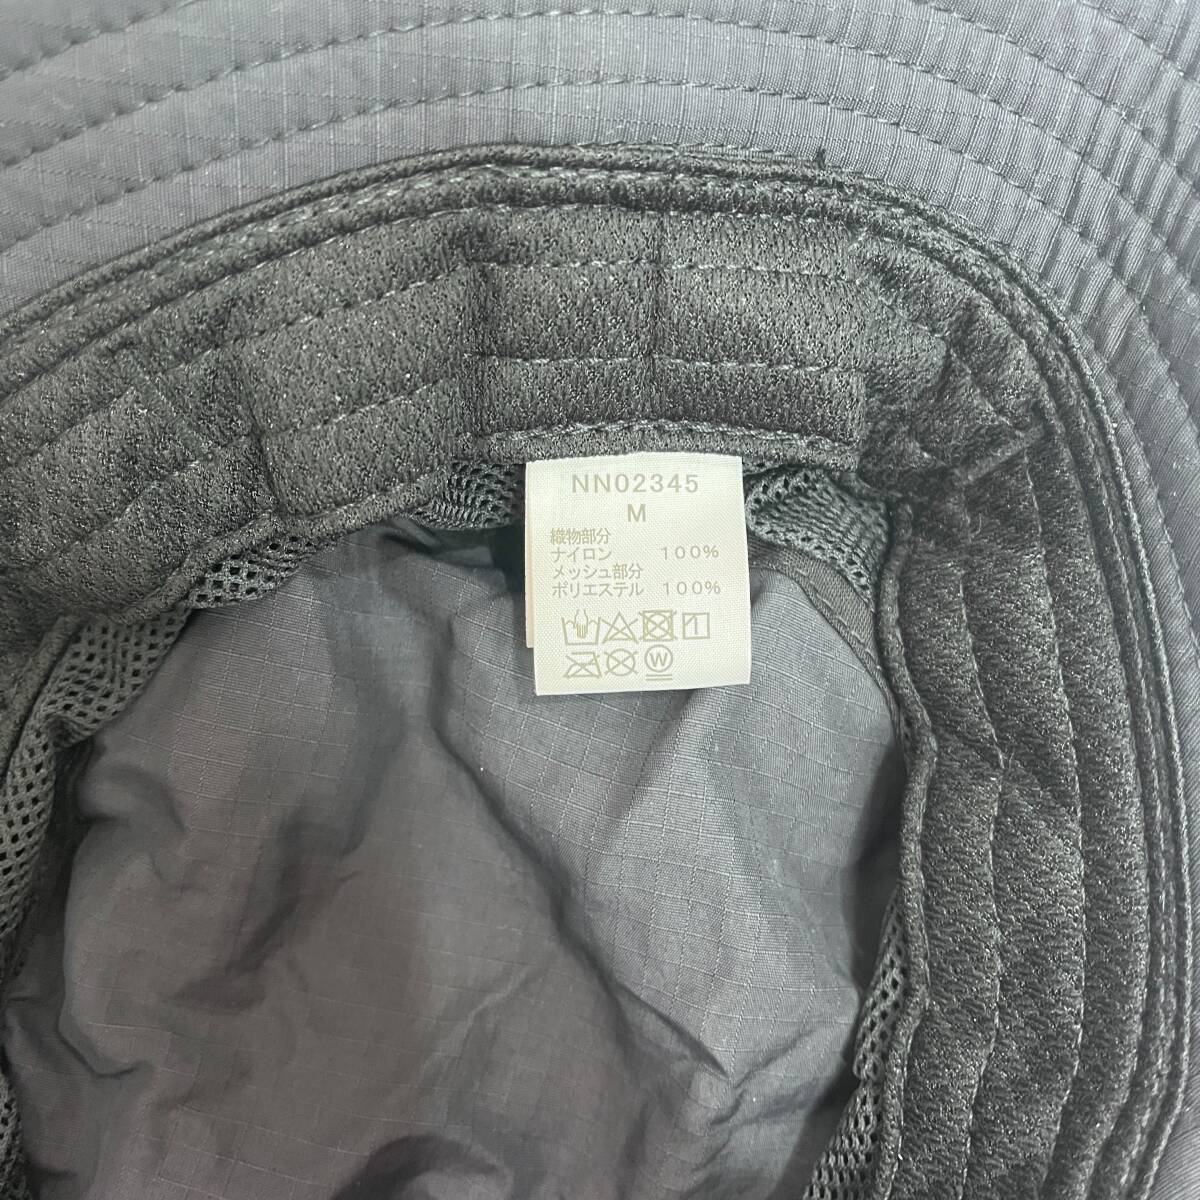 NN02345
M
織物部分
ナイロン 100%
メッシュ部分
ポリエステル 100%
W